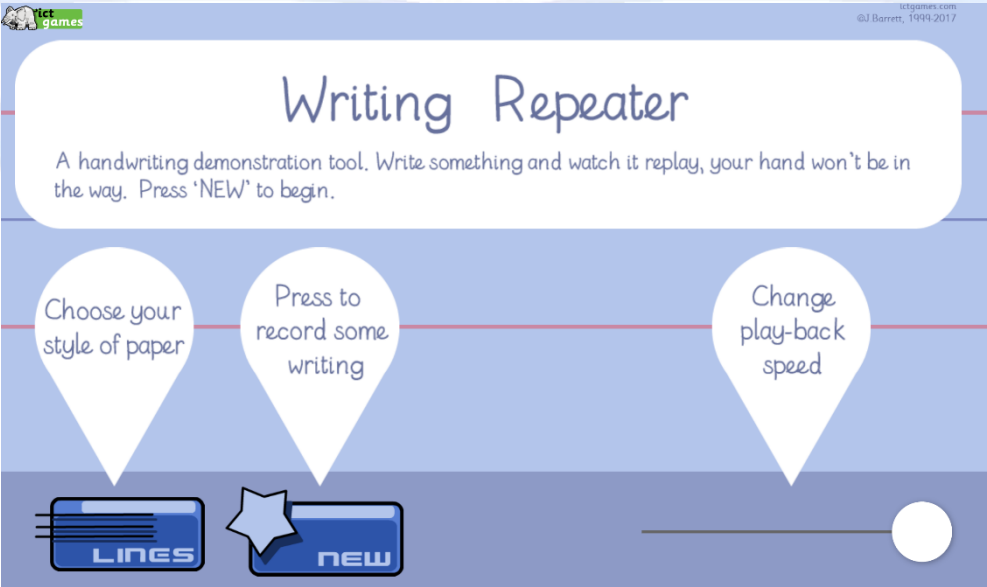 ict
games
ictgames.com
©J Barrett, 1999-2017
Writing Repeater
A handwriting demonstration tool. Write something and watch it replay, your hand won't be in
the way. Press 'NEW' to begin.
Choose your
style of paper
Press to
record some
writing
Change
play-back
speed
LINES
NEW